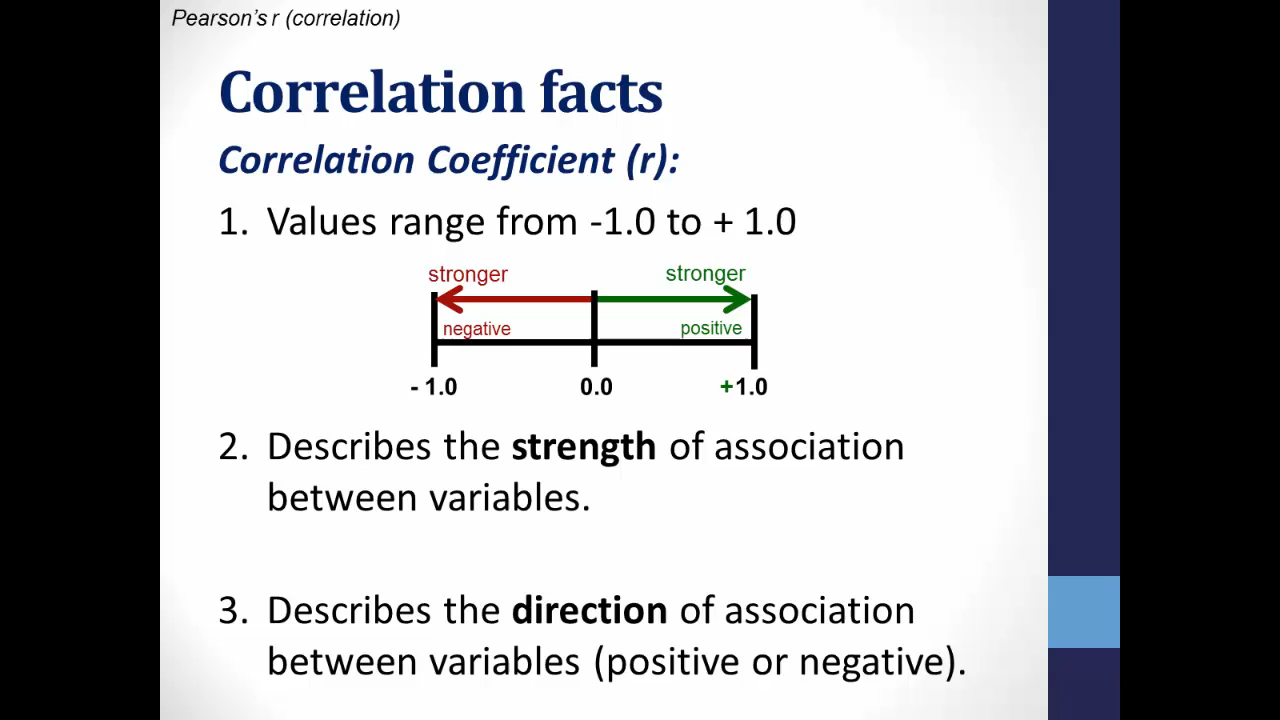 Pearson's r (correlation)
Correlation facts
Correlation Coefficient (r):
1. Values range from -1.0 to + 1.0
stronger stronger
negative positive
- 1.0 0.0 +1.0
2. Describes the strength of association
between variables.
3. Describes the direction of association
between variables (positive or negative).